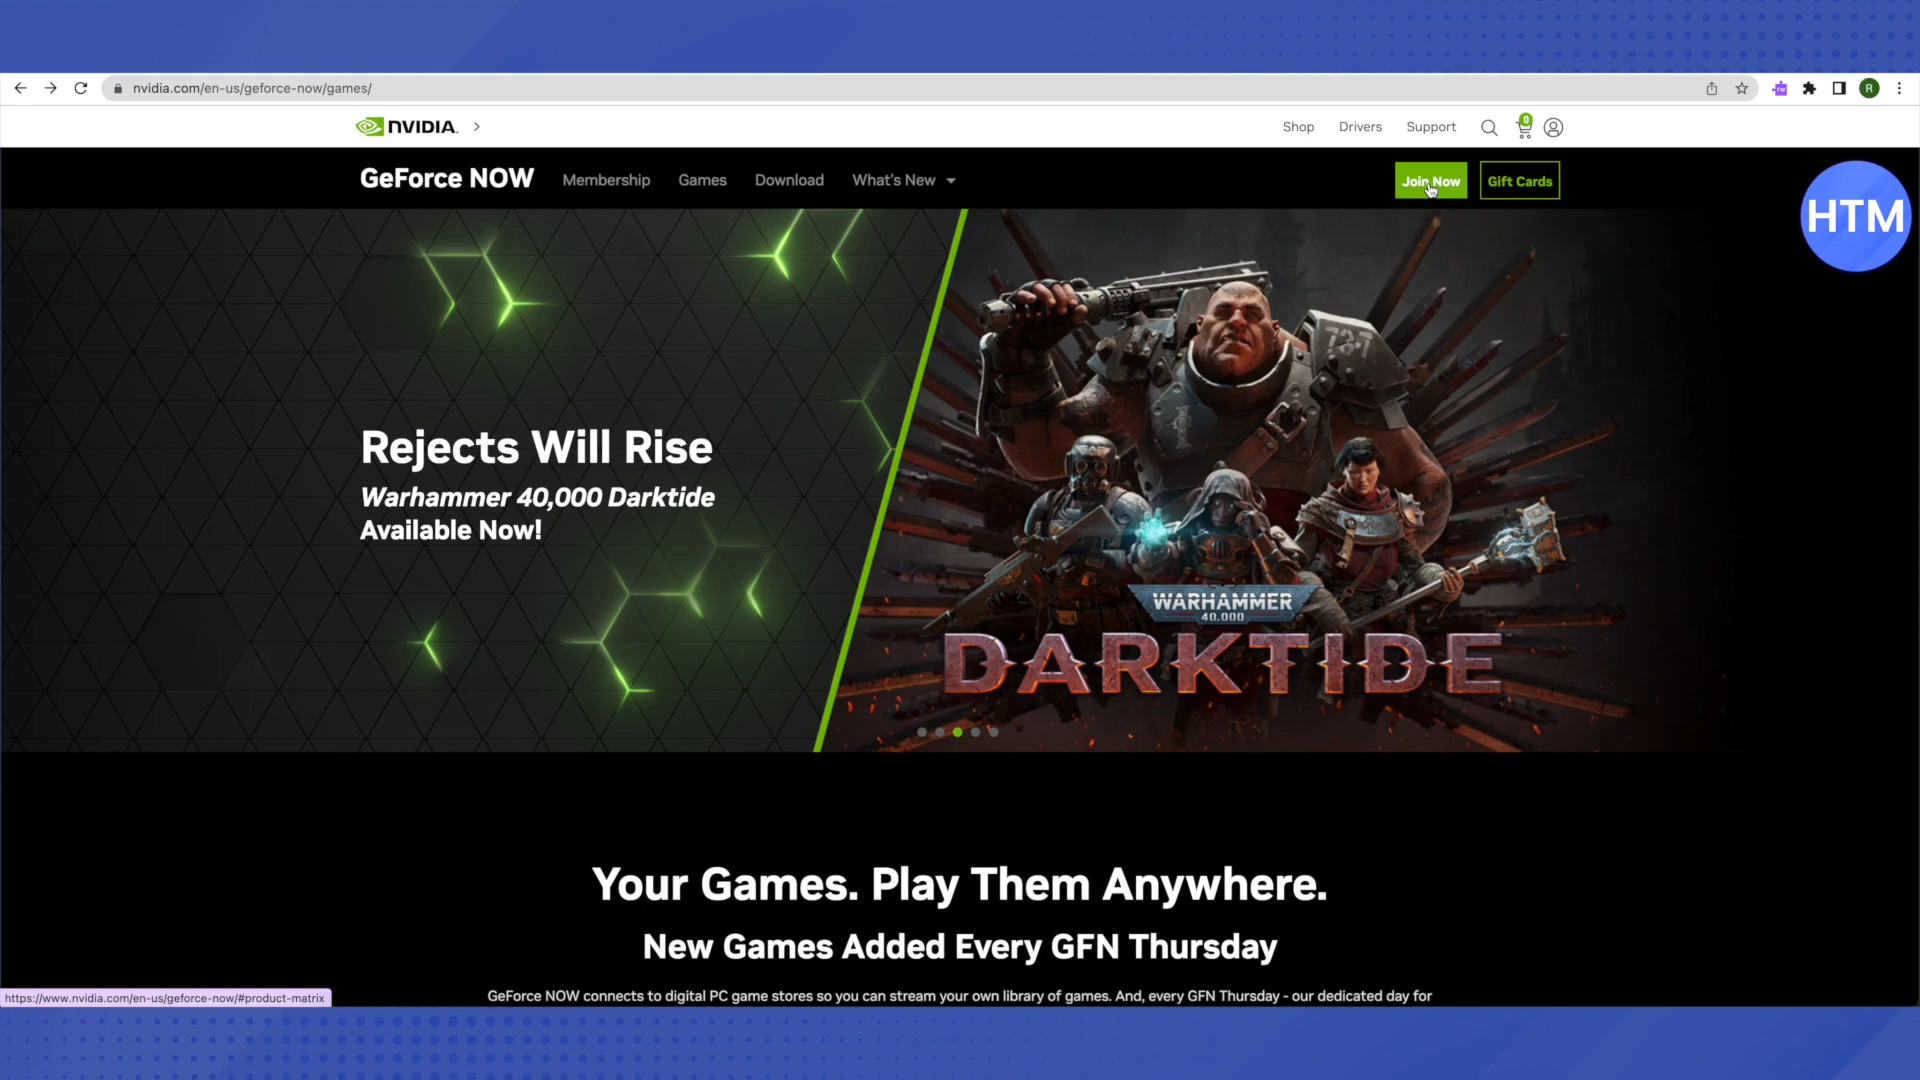 nvidia.com/en-us/geforce-now/games/
R
NVIDIA.
Shop
Drivers
Support
0
GeForce NOW
Membership
Games
Download
What's New
Join Now
Gift Cards
HTM
787
Rejects Will Rise
Warhammer 40,000 Darktide
Available Now!
WARHAMMER
40.000
DARKTIDE
Your Games. Play Them Anywhere.
New Games Added Every GFN Thursday
GeForce NOW connects to digital PC game stores so you can stream your own library of games. And, every GFN Thursday - our dedicated day for
https://www.nvidia.com/en-us/geforce-now/#product-matrix